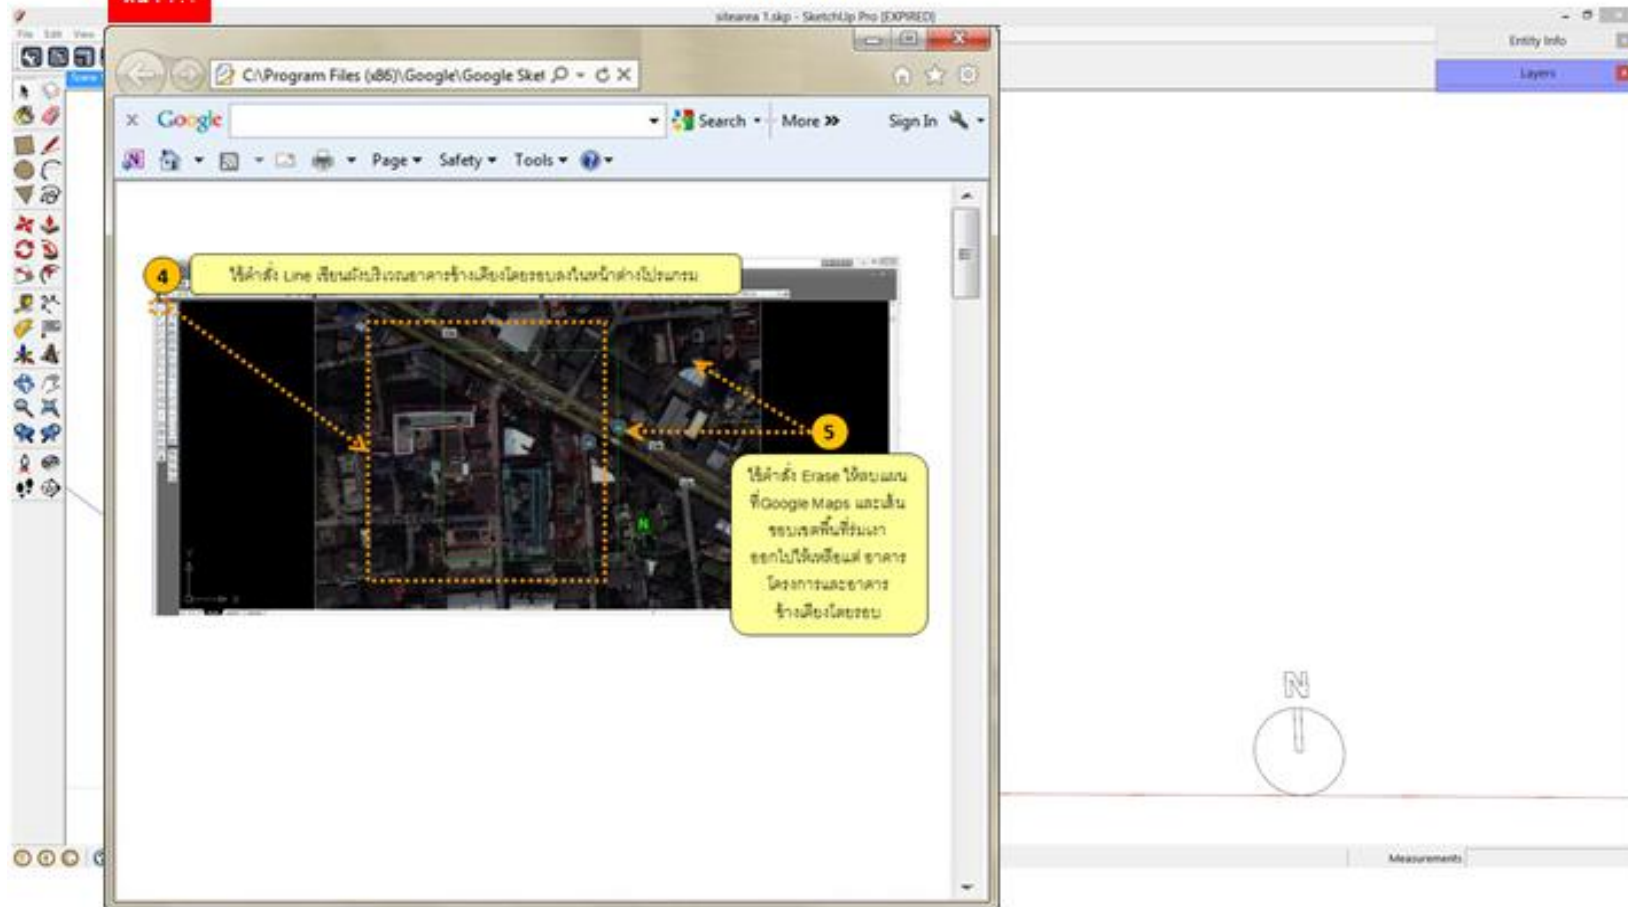 sitearea 1.skp - SketchUp Pro (EXPIRED)
File Edit View
Entity Info
Layers
C:\Program Files (x86)\Google\Google Sket
x Google
Search
More »
Sign In
Page
Safety
Tools
4
ใช้คำสั่ง Line เขียนผังบริเวณอาคารข้างเคียงโดยรอบลงในหน้าต่างโปรแกรม
5
ใช้คำสั่ง Erase ให้ลบแผน
ที่Google Maps และเส้น
ขอบเขตพื้นที่ร่มเงา
ออกไปให้เหลือแต่ อาคาร
โครงการและอาคาร
ข้างเคียงโดยรอบ
N
N
Measurements